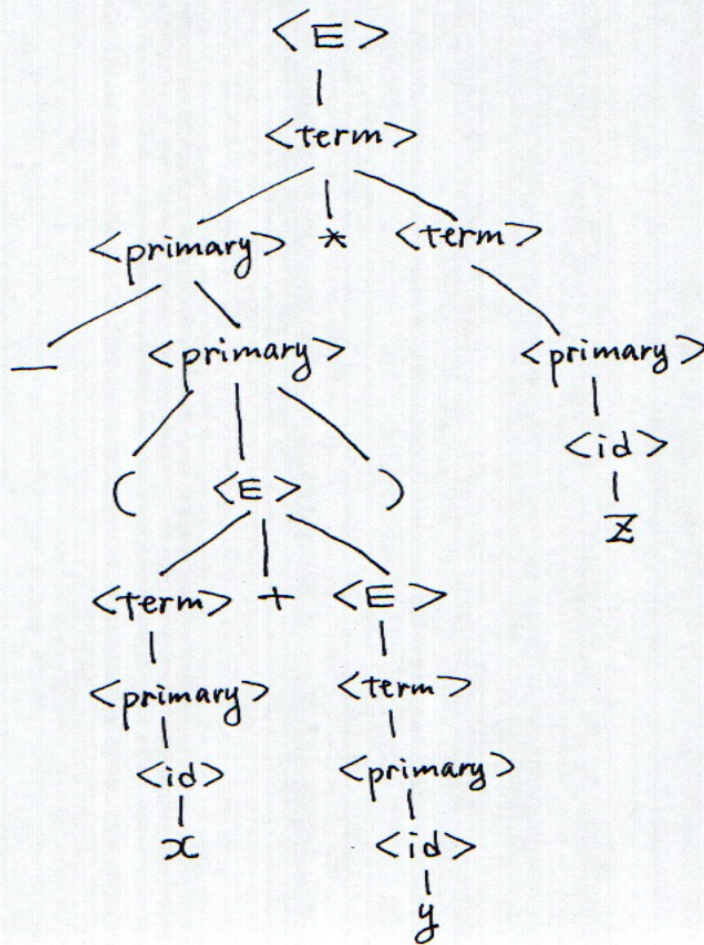 <E>
<term>
<primary> * <term>
— <primary> <primary>
( <E> ) <id>
z
<term> + <E>
<primary> <term>
<id> <primary>
x <id>
y